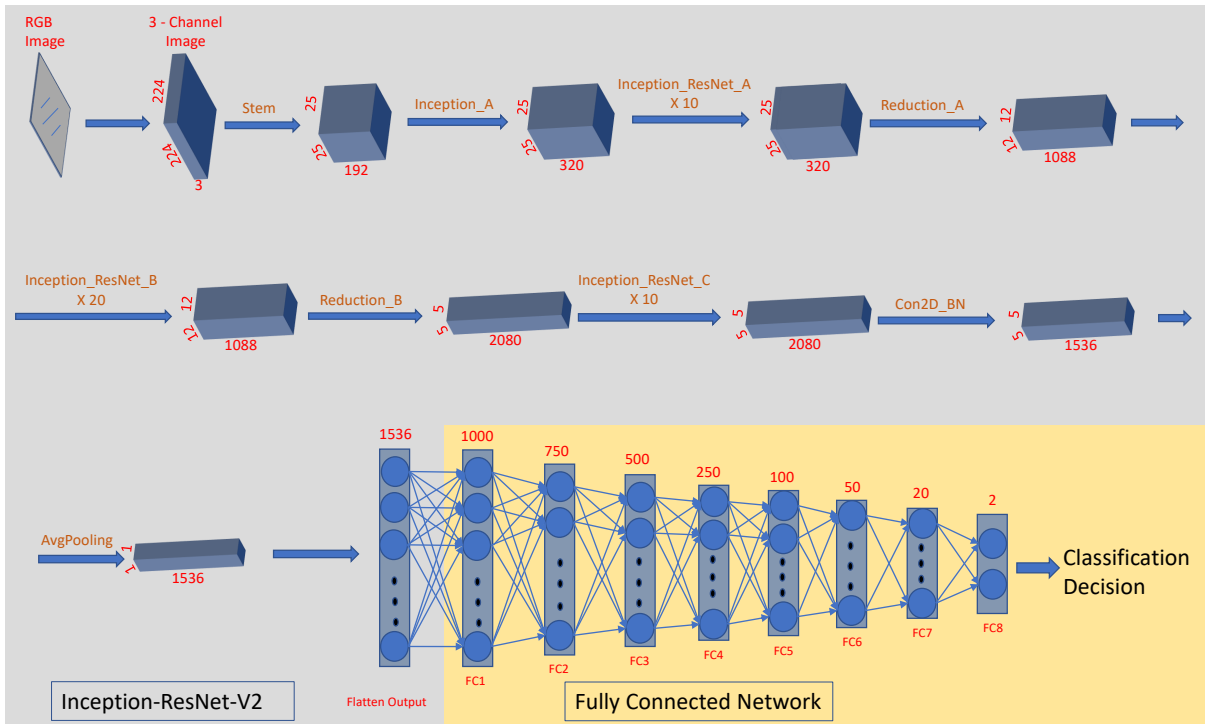 RGB
Image
3 - Channel
Image
224
224
3
Stem
25
25
192
Inception_A
25
25
320
Inception_ResNet_A
X 10
25
25
320
Reduction_A
12
12
1088
Inception_ResNet_B
X 20
12
12
1088
Reduction_B
5
5
2080
Inception_ResNet_C
X 10
5
5
2080
Con2D_BN
5
5
1536
AvgPooling
1
1
1536
1536
1000
750
500
250
100
50
20
2
Classification
Decision
Flatten Output
FC1
FC2
FC3
FC4
FC5
FC6
FC7
FC8
Inception-ResNet-V2
Fully Connected Network